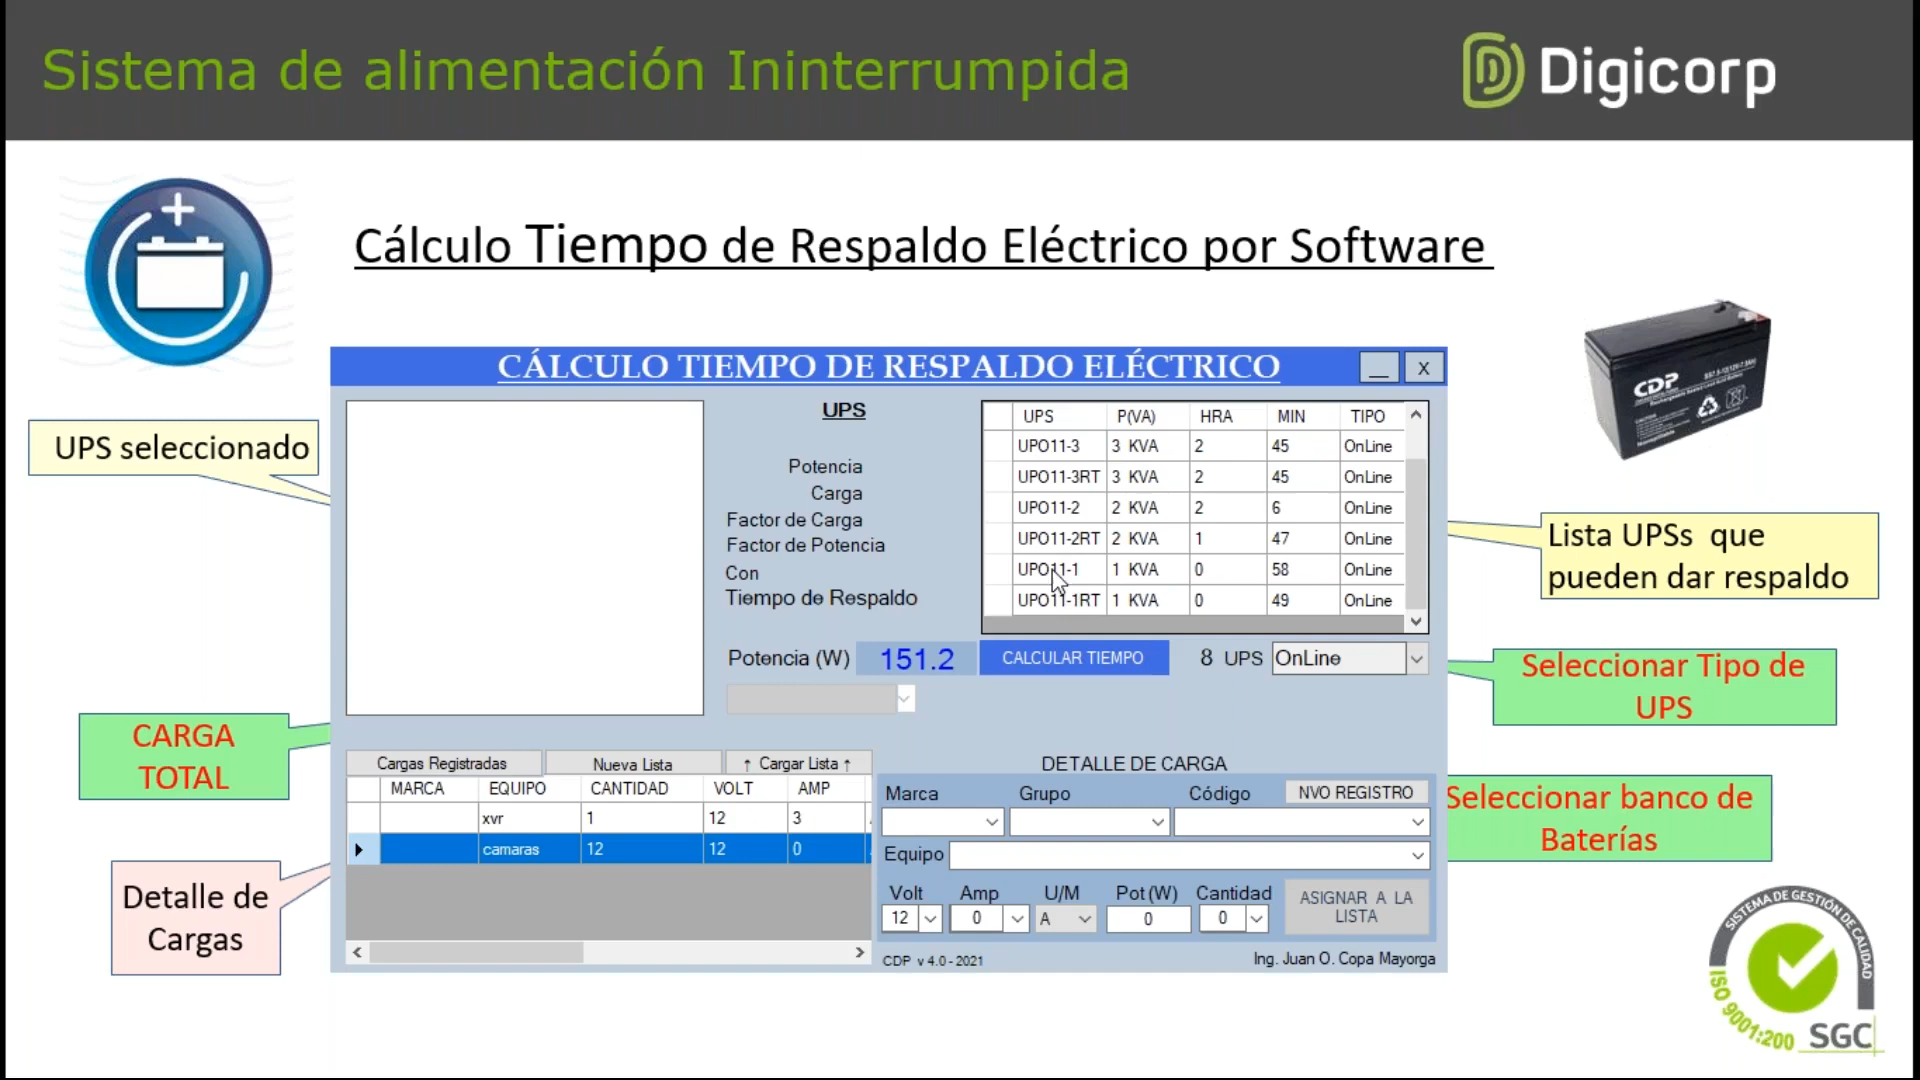 Sistema de alimentación Ininterrumpida
Digicorp
Cálculo Tiempo de Respaldo Eléctrico por Software
CÁLCULO TIEMPO DE RESPALDO ELÉCTRICO
__ X
UPS seleccionado
UPS
Potencia
Carga
Factor de Carga
Factor de Potencia
Con
Tiempo de Respaldo
UPS P(VA) HRA MIN TIPO
UPO11-3 3 KVA 2 45 OnLine
UPO11-3RT 3 KVA 2 45 OnLine
UPO11-2 2 KVA 2 6 OnLine
UPO11-2RT 2 KVA 1 47 OnLine
UPO11-1 1 KVA 0 58 OnLine
UPO11-1RT 1 KVA 0 49 OnLine
CDP
Lista UPSs que
pueden dar respaldo
Potencia (W) 151.2 CALCULAR TIEMPO 8 UPS OnLine
Seleccionar Tipo de
UPS
CARGA
TOTAL
Cargas Registradas Nueva Lista ↑ Cargar Lista ↑
MARCA EQUIPO CANTIDAD VOLT AMP
xvr 1 12 3
camaras 12 12 0
Detalle de
Cargas
DETALLE DE CARGA
Marca Grupo Código NVO REGISTRO
Equipo
Volt Amp U/M Pot (W) Cantidad
12 0 A 0 0
ASIGNAR A LA
LISTA
CDP v 4.0 - 2021
Ing. Juan O. Copa Mayorga
Seleccionar banco de
Baterías
SISTEMA DE GESTIÓN DE CALIDAD
ISO 9001:200
SGC